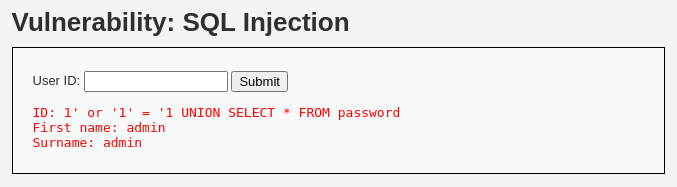 Vulnerability: SQL Injection
User ID: Submit
ID: 1' or '1' = '1 UNION SELECT * FROM password
First name: admin
Surname: admin